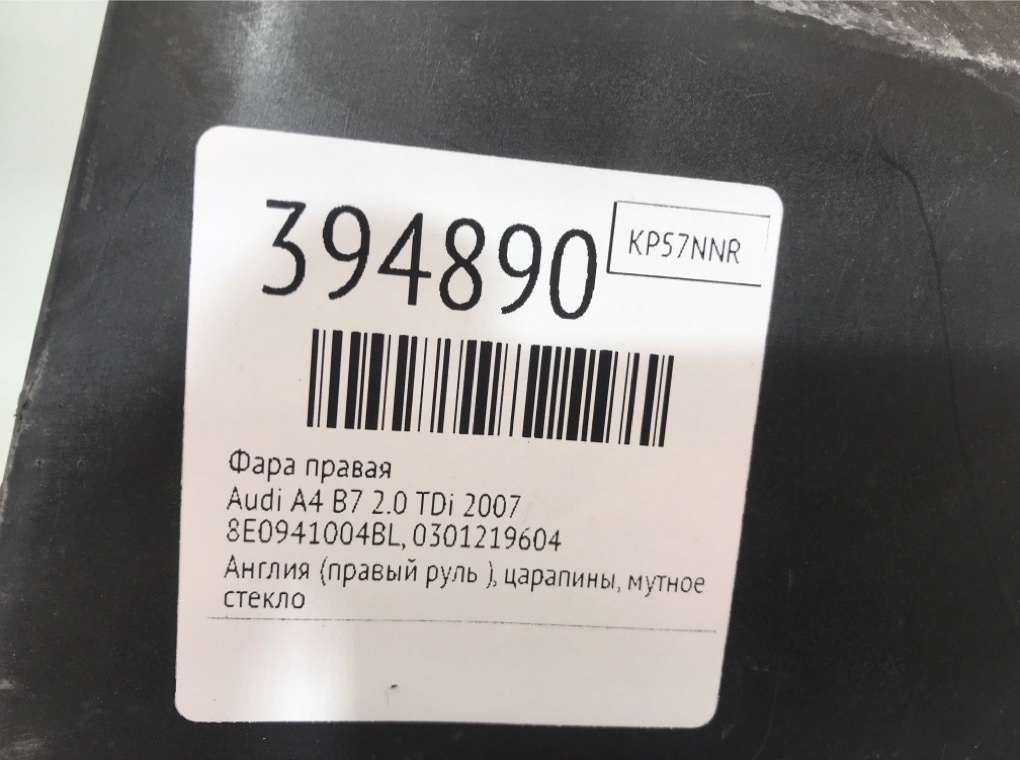 394890
KP57NNR
Фара правая
Audi A4 B7 2.0 TDi 2007
8E0941004BL, 0301219604
Англия (правый руль ), царапины, мутное
стекло